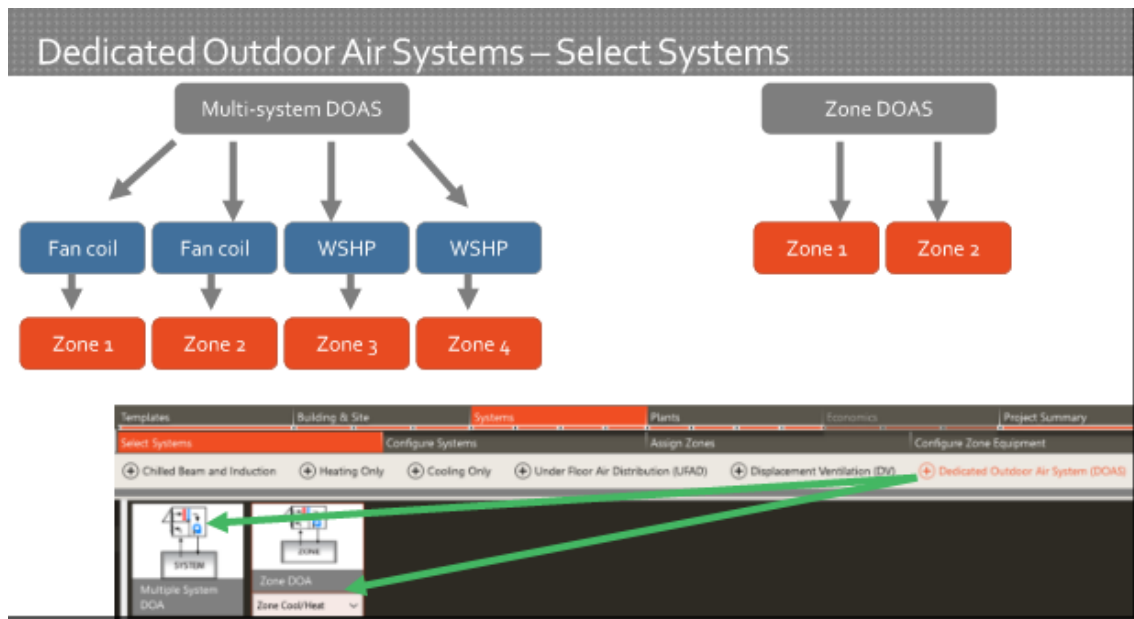 Dedicated Outdoor Air Systems – Select Systems
Multi-system DOAS
Zone DOAS
Fan coil
Fan coil
WSHP
WSHP
Zone 1
Zone 2
Zone 1
Zone 2
Zone 3
Zone 4
Templates
Building & Site
Systems
Plants
Economics
Project Summary
Select Systems
Configure Systems
Assign Zones
Configure Zone Equipment
Chilled Beam and Induction
Heating Only
Cooling Only
Under Floor Air Distribution (UFAD)
Displacement Ventilation (DV)
Dedicated Outdoor Air System (DOAS)
SYSTEM
ZONE
Multiple System
DOA
Zone DOA
Zone Cool/Heat